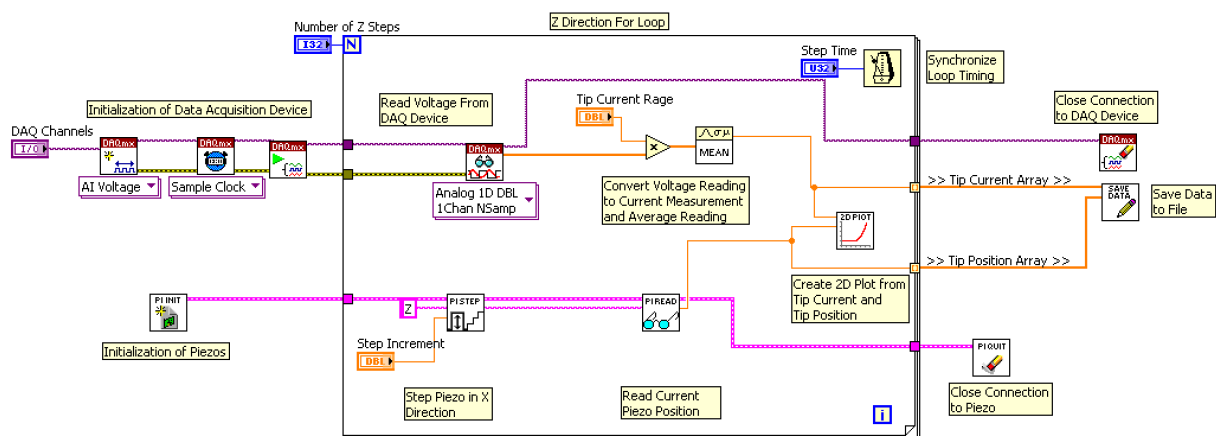 Number of Z Steps
I32
N
Z Direction For Loop
Step Time
U32
Synchronize
Loop Timing
Initialization of Data Acquisition Device
Read Voltage From
DAQ Device
Tip Current Rage
DBL
Close Connection
to DAQ Device
DAQ Channels
I/O
DAQmx
DAQmx
DAQmx
DAQmx
DAQmx
MEAN
AI Voltage
Sample Clock
Analog 1D DBL
1Chan NSamp
Convert Voltage Reading
to Current Measurement
and Average Reading
>> Tip Current Array >>
SAVE
DATA
Save Data
to File
2D PLOT
>> Tip Position Array >>
Create 2D Plot from
Tip Current and
Tip Position
PI INIT
Z
PI STEP
PI READ
Initialization of Piezos
Step Increment
DBL
PI QUIT
Step Piezo in X
Direction
Read Current
Piezo Position
i
Close Connection
to Piezo